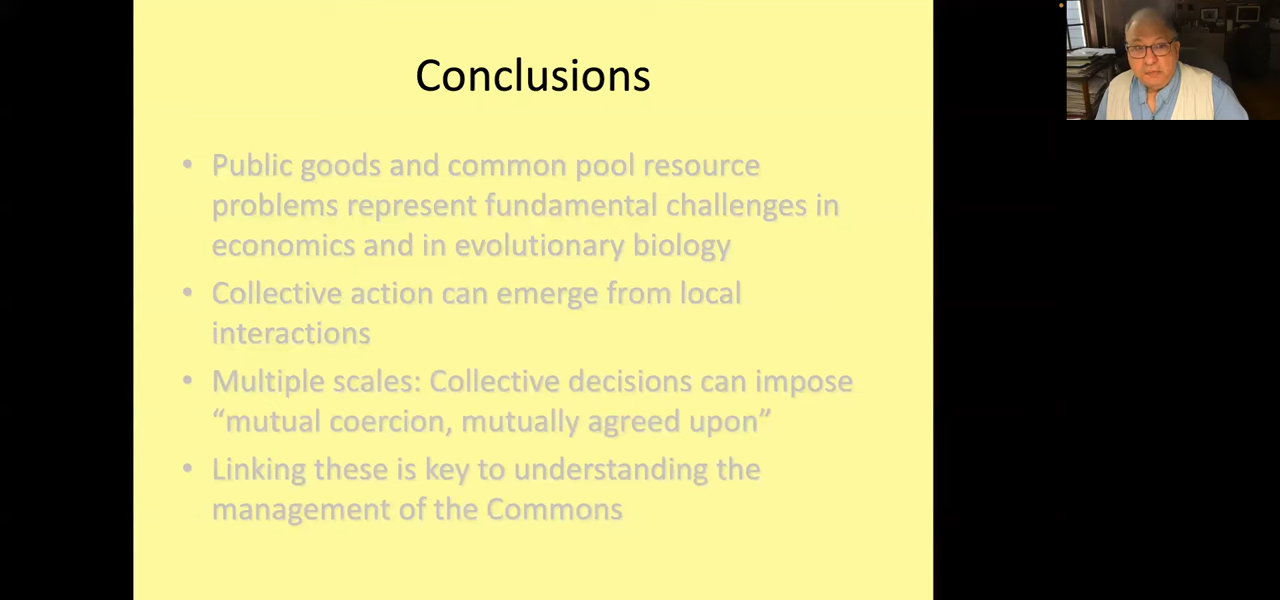 Conclusions
• Public goods and common pool resource
problems represent fundamental challenges in
economics and in evolutionary biology
• Collective action can emerge from local
interactions
• Multiple scales: Collective decisions can impose
“mutual coercion, mutually agreed upon”
• Linking these is key to understanding the
management of the Commons